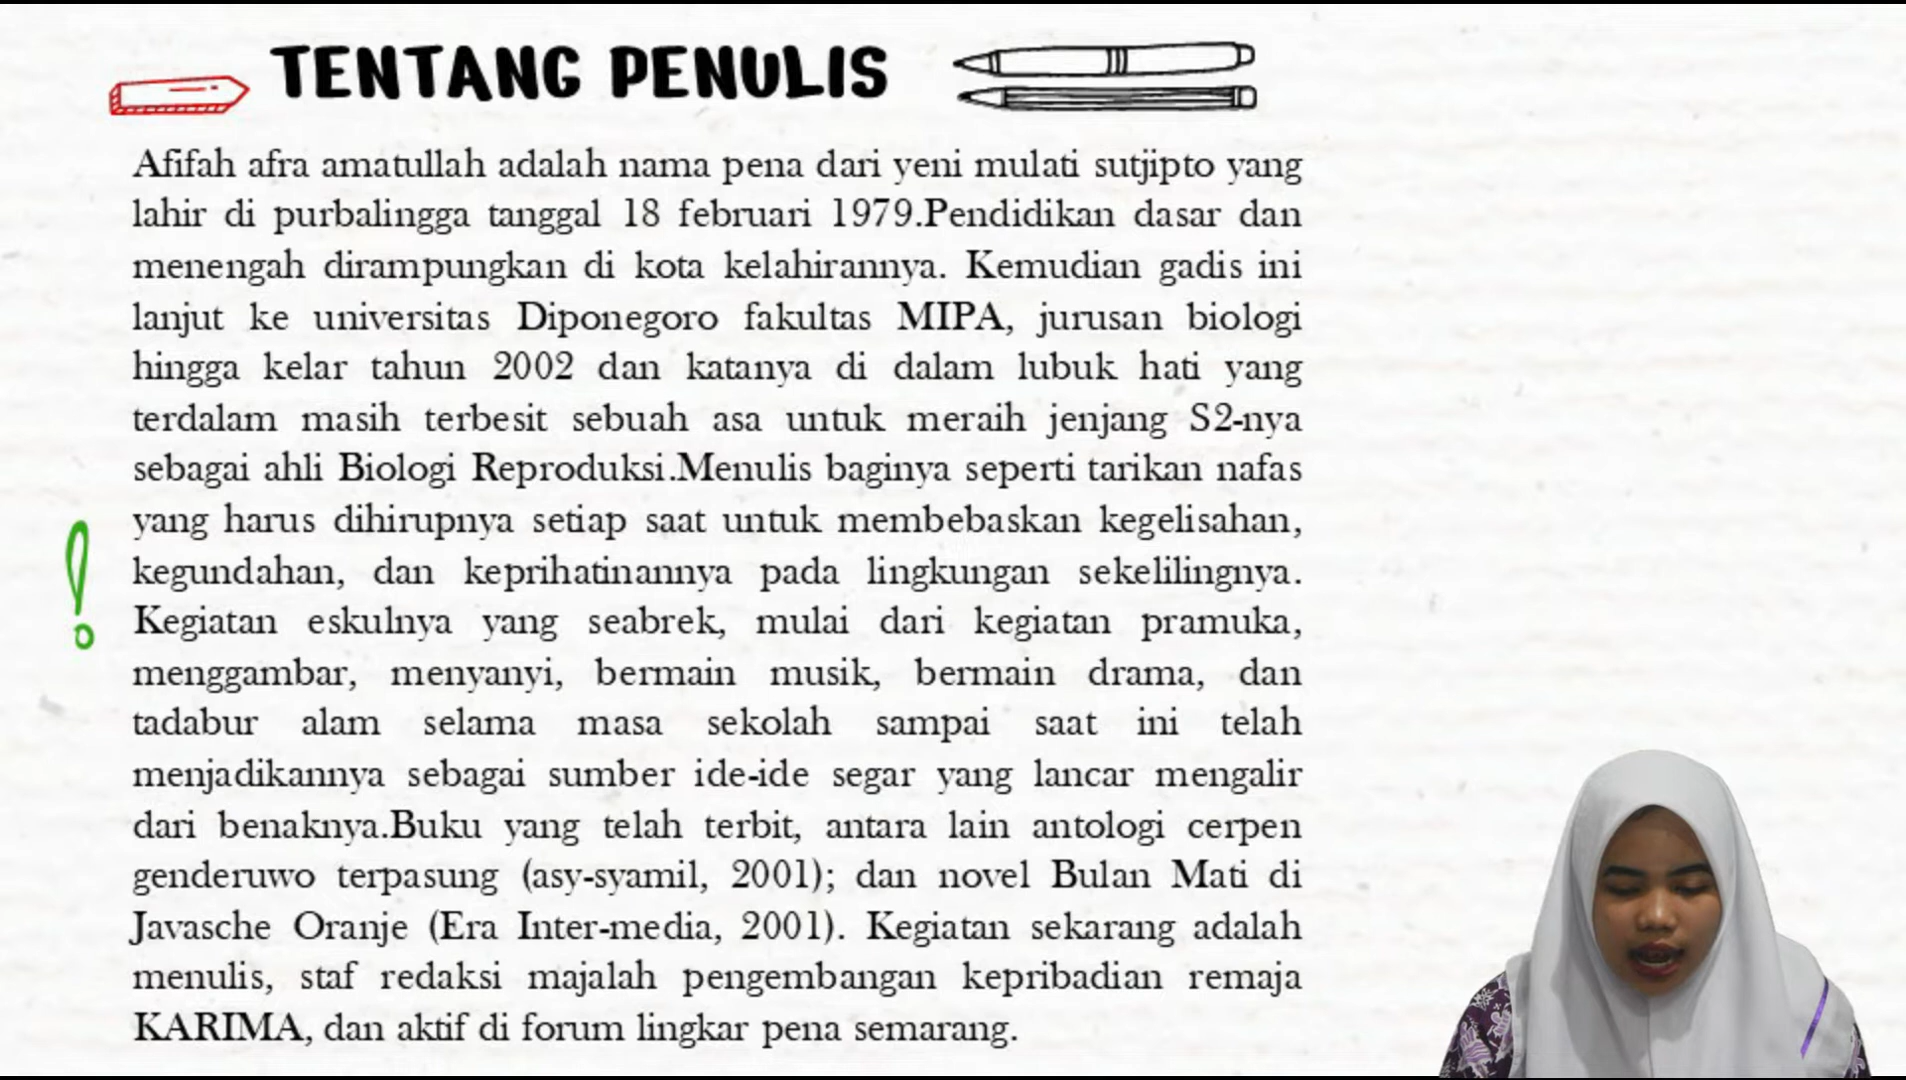 TENTANG PENULIS
Afifah afra amatullah adalah nama pena dari yeni mulati sutjipto yang
lahir di purbalingga tanggal 18 februari 1979.Pendidikan dasar dan
menengah dirampungkan di kota kelahirannya. Kemudian gadis ini
lanjut ke universitas Diponegoro fakultas MIPA, jurusan biologi
hingga kelar tahun 2002 dan katanya di dalam lubuk hati yang
terdalam masih terbesit sebuah asa untuk meraih jenjang S2-nya
sebagai ahli Biologi Reproduksi.Menulis baginya seperti tarikan nafas
yang harus dihirupnya setiap saat untuk membebaskan kegelisahan,
kegundahan, dan keprihatinannya pada lingkungan sekelilingnya.
Kegiatan eskulnya yang seabrek, mulai dari kegiatan pramuka,
menggambar, menyanyi, bermain musik, bermain drama, dan
tadabur alam selama masa sekolah sampai saat ini telah
menjadikannya sebagai sumber ide-ide segar yang lancar mengalir
dari benaknya.Buku yang telah terbit, antara lain antologi cerpen
genderuwo terpasung (asy-syamil, 2001); dan novel Bulan Mati di
Javasche Oranje (Era Inter-media, 2001). Kegiatan sekarang adalah
menulis, staf redaksi majalah pengembangan kepribadian remaja
KARIMA, dan aktif di forum lingkar pena semarang.